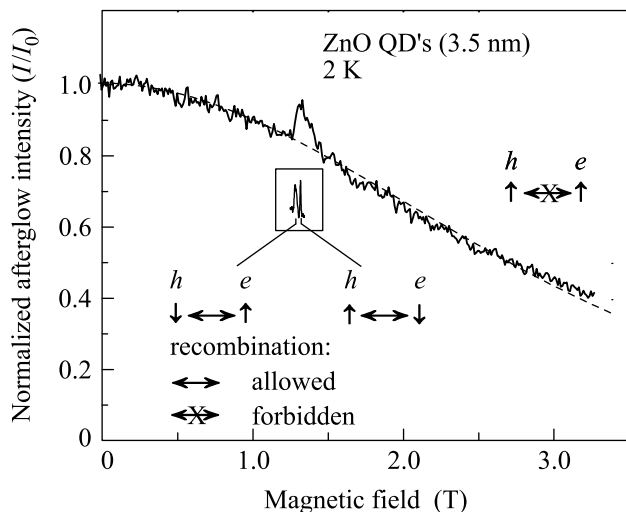 ZnO QD's (3.5 nm)
2 K
Normalized afterglow intensity (I/I0)
1.0
0.8
0.6
0.4
0.2
0
h e
↑ X ↑
h e h e
↓ ↔ ↑ ↑ ↔ ↓
recombination:
↔ allowed
X forbidden
0 1.0 2.0 3.0
Magnetic field (T)